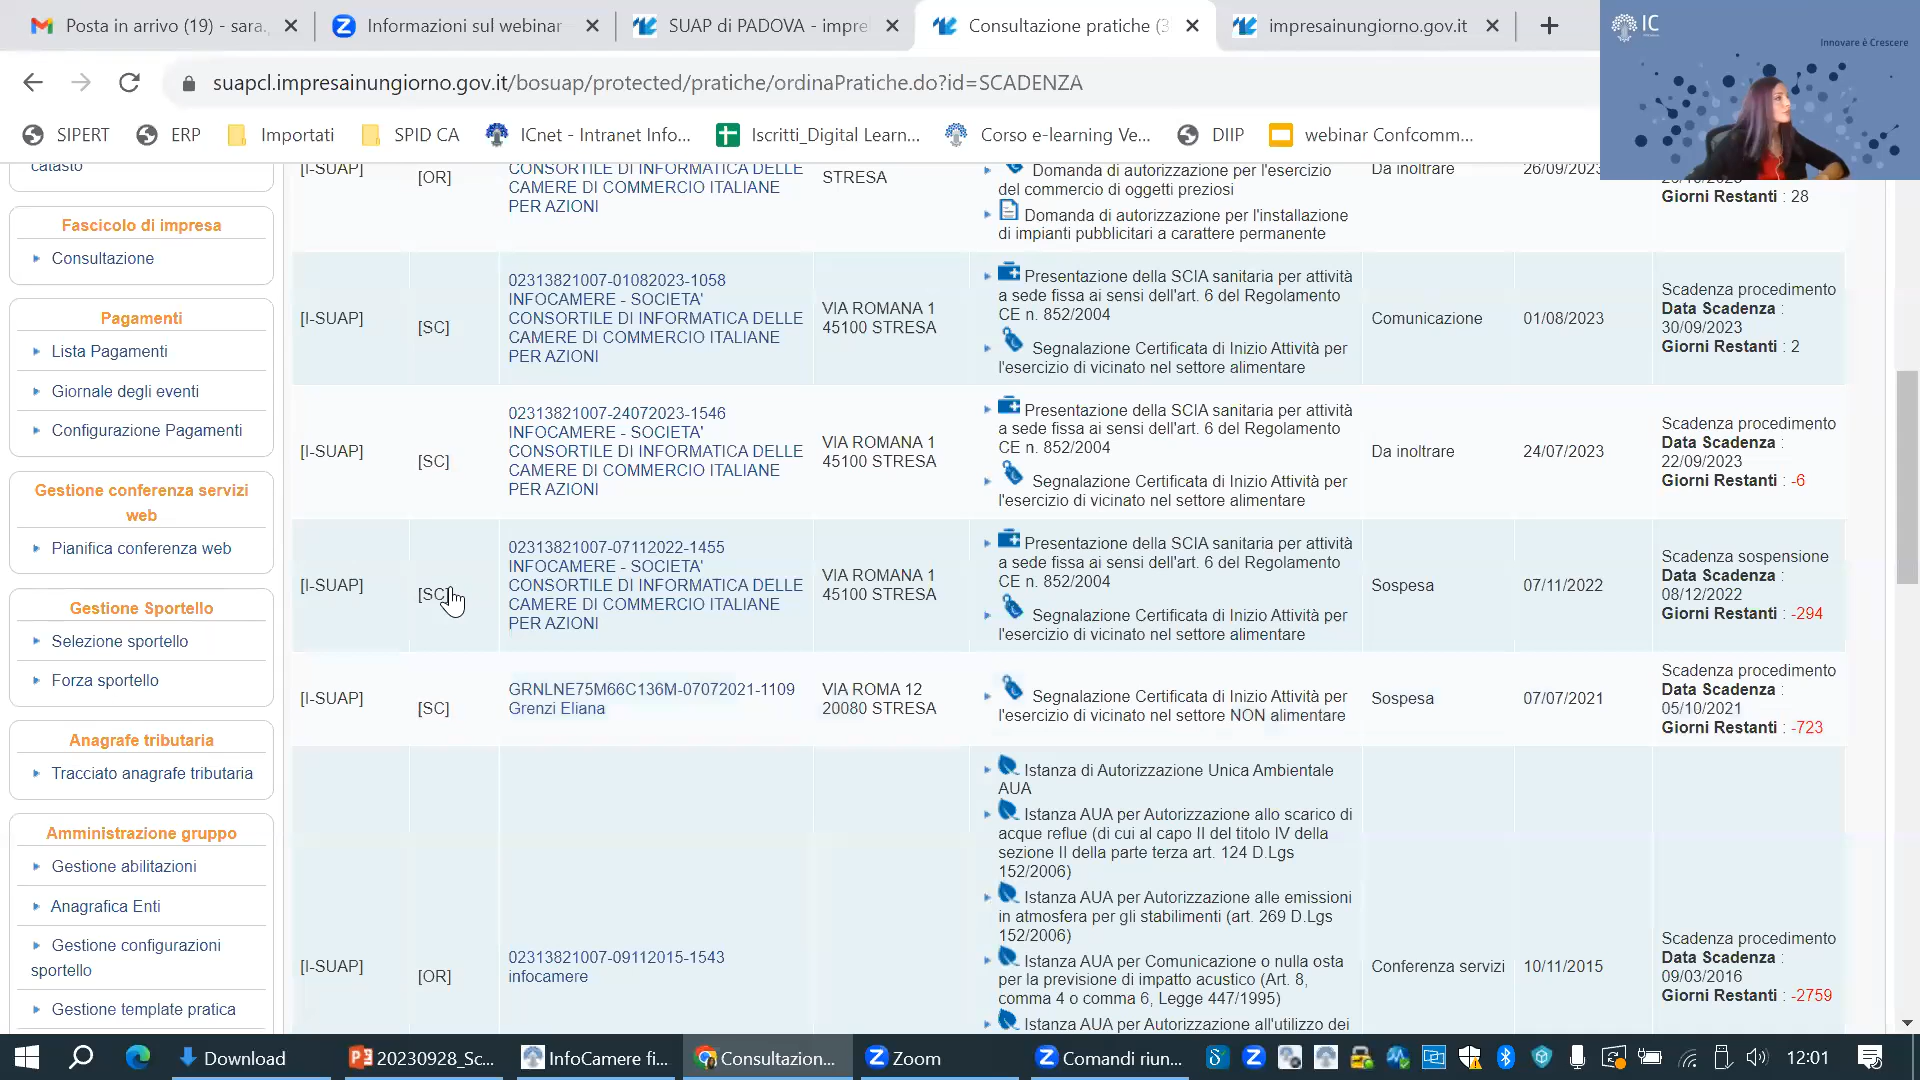 Posta in arrivo (19) - sara.
Informazioni sul webinar
SUAP di PADOVA - impre
Consultazione pratiche (3
impresainungiorno.gov.it
IC
Innovare è Crescere
suapcl.impresainungiorno.gov.it/bosuap/protected/pratiche/ordinaPratiche.do?id=SCADENZA
SIPERT
ERP
Importati
SPID CA
ICnet - Intranet Info...
Iscritti_Digital Learn...
Corso e-learning Ve...
DIIP
webinar Confcomm...
catasto
Fascicolo di impresa
Consultazione
Pagamenti
Lista Pagamenti
Giornale degli eventi
Configurazione Pagamenti
Gestione conferenza servizi
web
Pianifica conferenza web
Gestione Sportello
Selezione sportello
Forza sportello
Anagrafe tributaria
Tracciato anagrafe tributaria
Amministrazione gruppo
Gestione abilitazioni
Anagrafica Enti
Gestione configurazioni
sportello
Gestione template pratica
[I-SUAP]
[OR]
CONSORTILE DI INFORMATICA DELLE
CAMERE DI COMMERCIO ITALIANE
PER AZIONI
STRESA
Domanda di autorizzazione per l'esercizio
del commercio di oggetti preziosi
Domanda di autorizzazione per l'installazione
di impianti pubblicitari a carattere permanente
Da inoltrare
26/09/2023
Giorni Restanti : 28
[I-SUAP]
[SC]
02313821007-01082023-1058
INFOCAMERE - SOCIETA'
CONSORTILE DI INFORMATICA DELLE
CAMERE DI COMMERCIO ITALIANE
PER AZIONI
VIA ROMANA 1
45100 STRESA
Presentazione della SCIA sanitaria per attività
a sede fissa ai sensi dell'art. 6 del Regolamento
CE n. 852/2004
Segnalazione Certificata di Inizio Attività per
l'esercizio di vicinato nel settore alimentare
Comunicazione
01/08/2023
Scadenza procedimento
Data Scadenza :
30/09/2023
Giorni Restanti : 2
[I-SUAP]
[SC]
02313821007-24072023-1546
INFOCAMERE - SOCIETA'
CONSORTILE DI INFORMATICA DELLE
CAMERE DI COMMERCIO ITALIANE
PER AZIONI
VIA ROMANA 1
45100 STRESA
Presentazione della SCIA sanitaria per attività
a sede fissa ai sensi dell'art. 6 del Regolamento
CE n. 852/2004
Segnalazione Certificata di Inizio Attività per
l'esercizio di vicinato nel settore alimentare
Da inoltrare
24/07/2023
Scadenza procedimento
Data Scadenza :
22/09/2023
Giorni Restanti : -6
[I-SUAP]
[SC]
02313821007-07112022-1455
INFOCAMERE - SOCIETA'
CONSORTILE DI INFORMATICA DELLE
CAMERE DI COMMERCIO ITALIANE
PER AZIONI
VIA ROMANA 1
45100 STRESA
Presentazione della SCIA sanitaria per attività
a sede fissa ai sensi dell'art. 6 del Regolamento
CE n. 852/2004
Segnalazione Certificata di Inizio Attività per
l'esercizio di vicinato nel settore alimentare
Sospesa
07/11/2022
Scadenza sospensione
Data Scadenza :
08/12/2022
Giorni Restanti : -294
[I-SUAP]
[SC]
GRNLNE75M66C136M-07072021-1109
Grenzi Eliana
VIA ROMA 12
20080 STRESA
Segnalazione Certificata di Inizio Attività per
l'esercizio di vicinato nel settore NON alimentare
Sospesa
07/07/2021
Scadenza procedimento
Data Scadenza :
05/10/2021
Giorni Restanti : -723
[I-SUAP]
[OR]
02313821007-09112015-1543
infocamere
Istanza di Autorizzazione Unica Ambientale
AUA
Istanza AUA per Autorizzazione allo scarico di
acque reflue (di cui al capo II del titolo IV della
sezione II della parte terza art. 124 D.Lgs
152/2006)
Istanza AUA per Autorizzazione alle emissioni
in atmosfera per gli stabilimenti (art. 269 D.Lgs
152/2006)
Istanza AUA per Comunicazione o nulla osta
per la previsione di impatto acustico (Art. 8,
comma 4 o comma 6, Legge 447/1995)
Istanza AUA per Autorizzazione all'utilizzo dei
Conferenza servizi
10/11/2015
Scadenza procedimento
Data Scadenza :
09/03/2016
Giorni Restanti : -2759
Download
20230928_Sc...
InfoCamere fi...
Consultazion...
Zoom
Comandi riun...
12:01